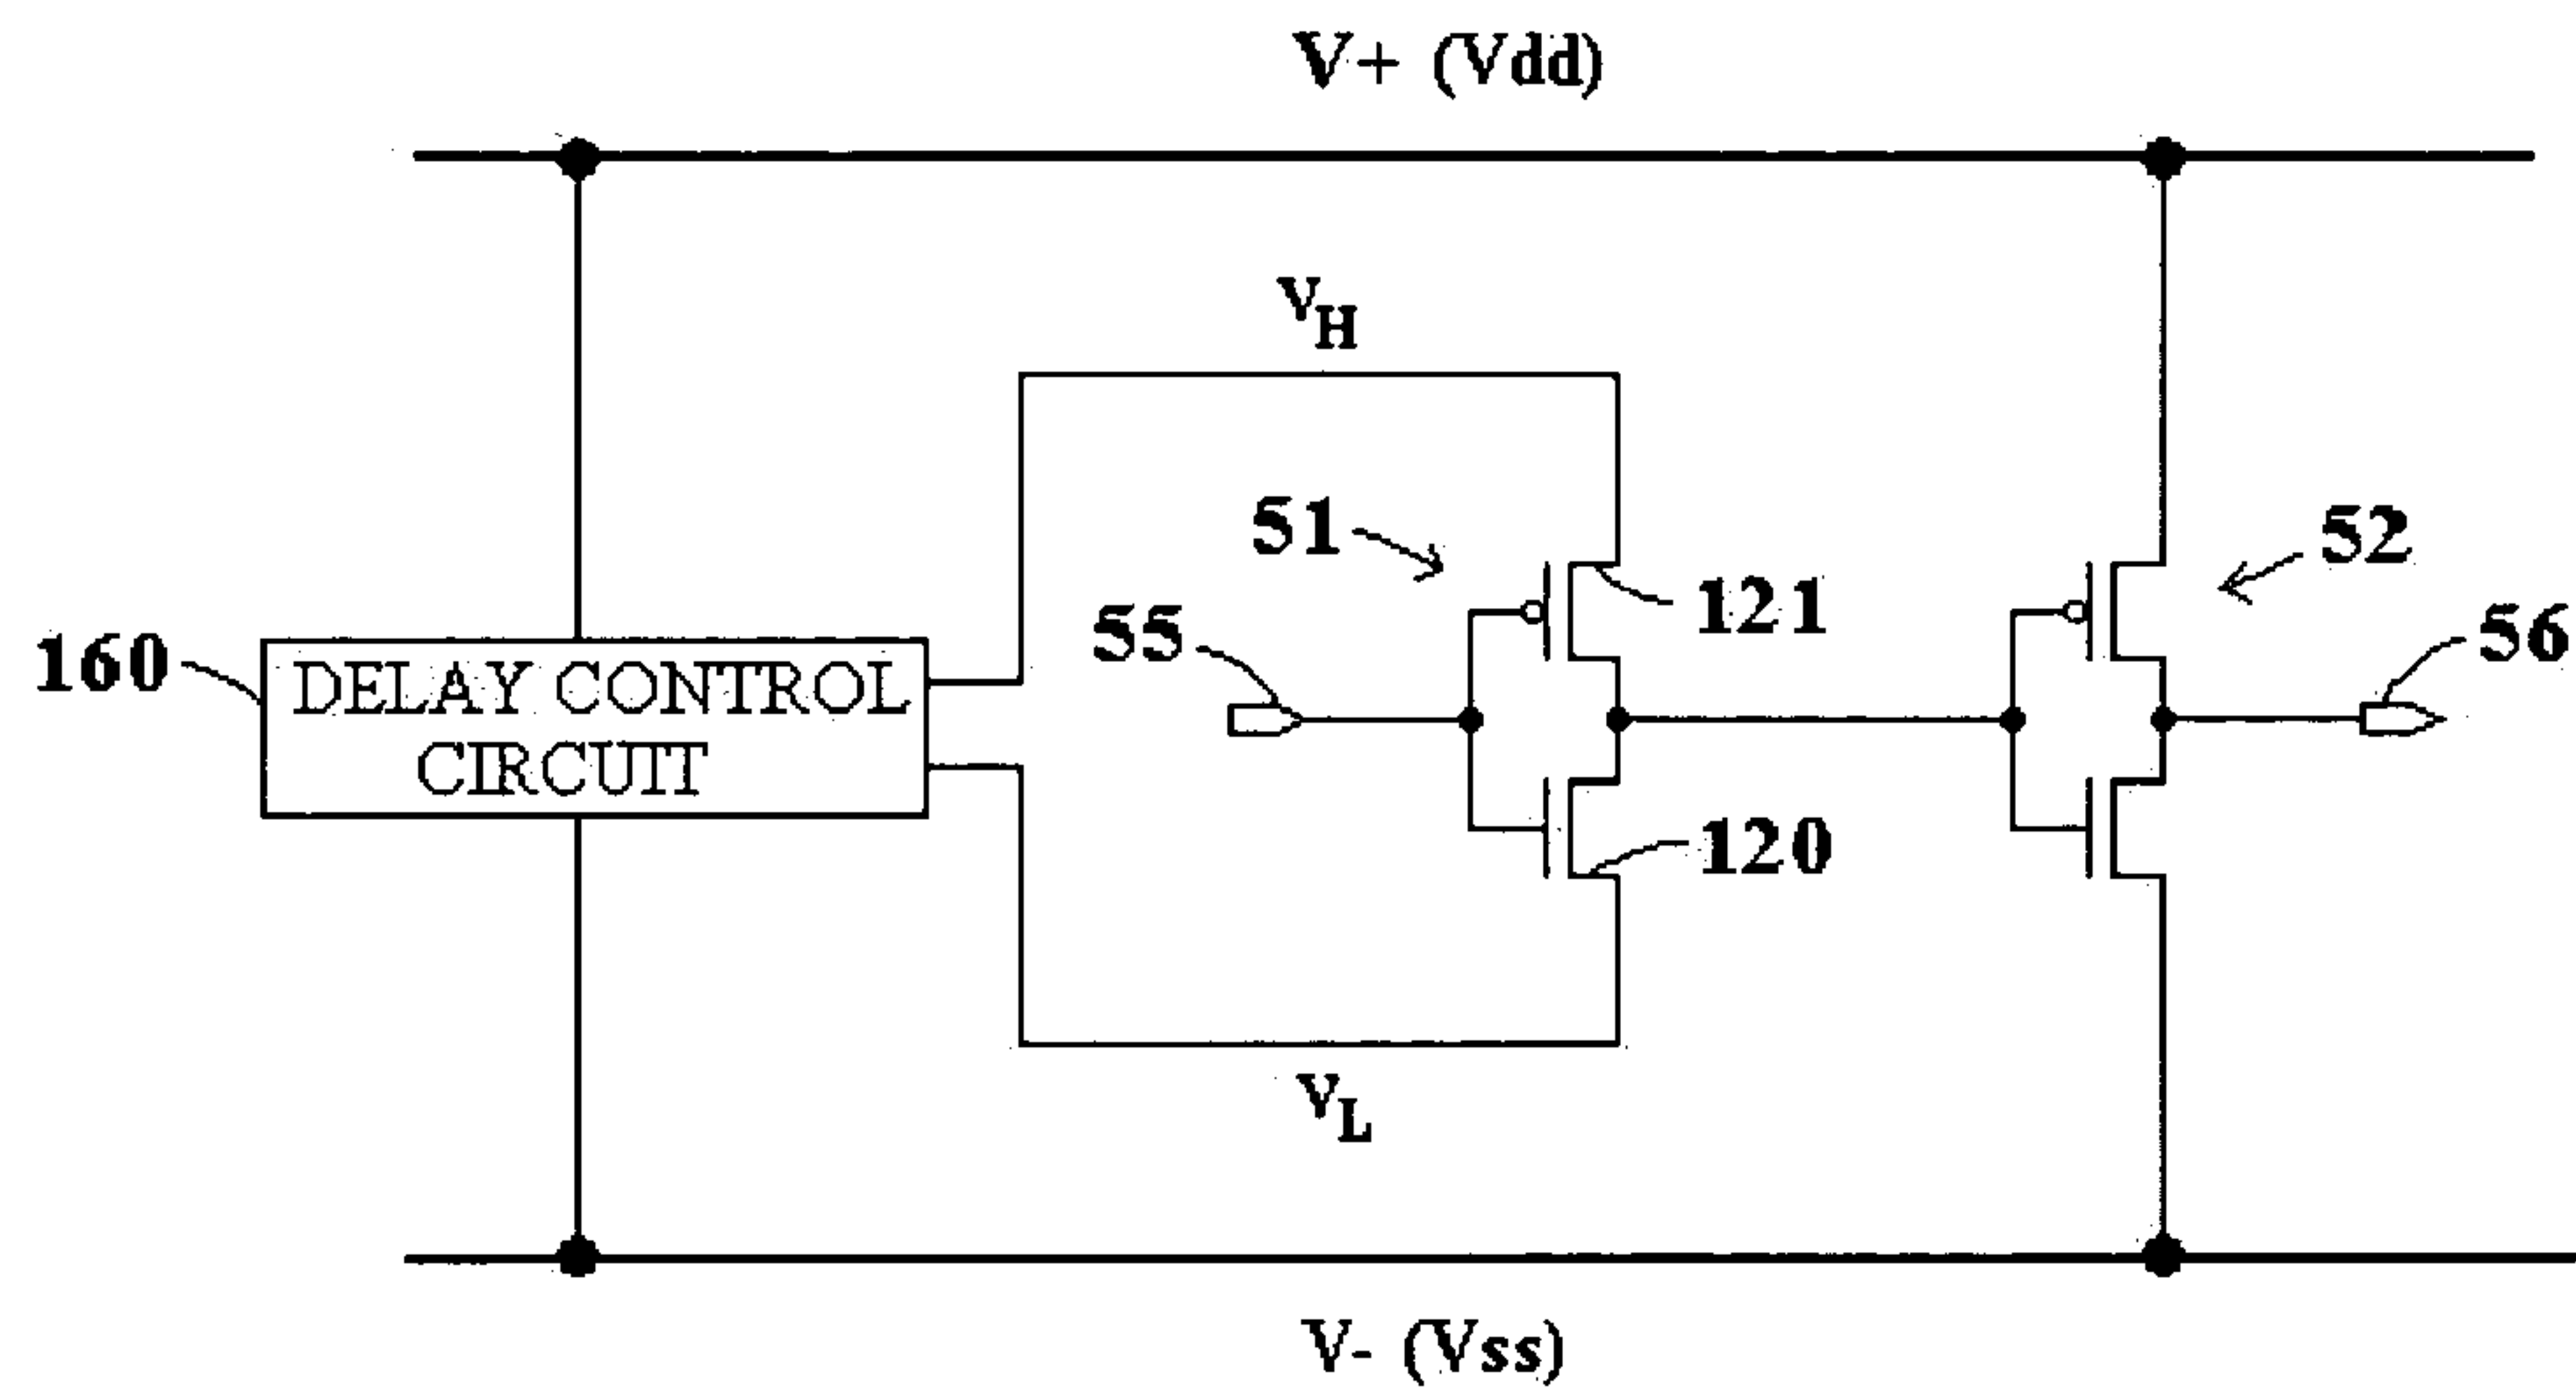 V+ (Vdd)
VH
51
52
55
121
56
160
DELAY CONTROL
CIRCUIT
120
VL
V- (Vss)